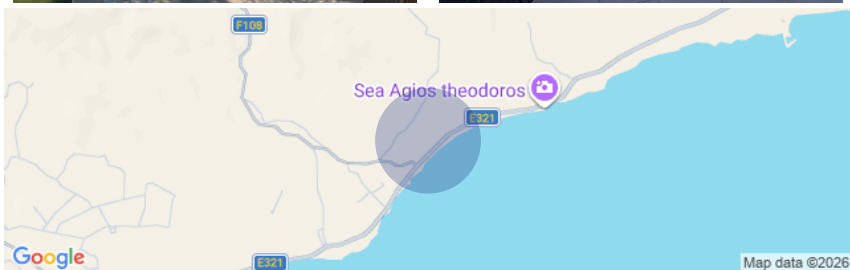 F108
Sea Agios theodoros
E321
E321
Google
Map data ©2026